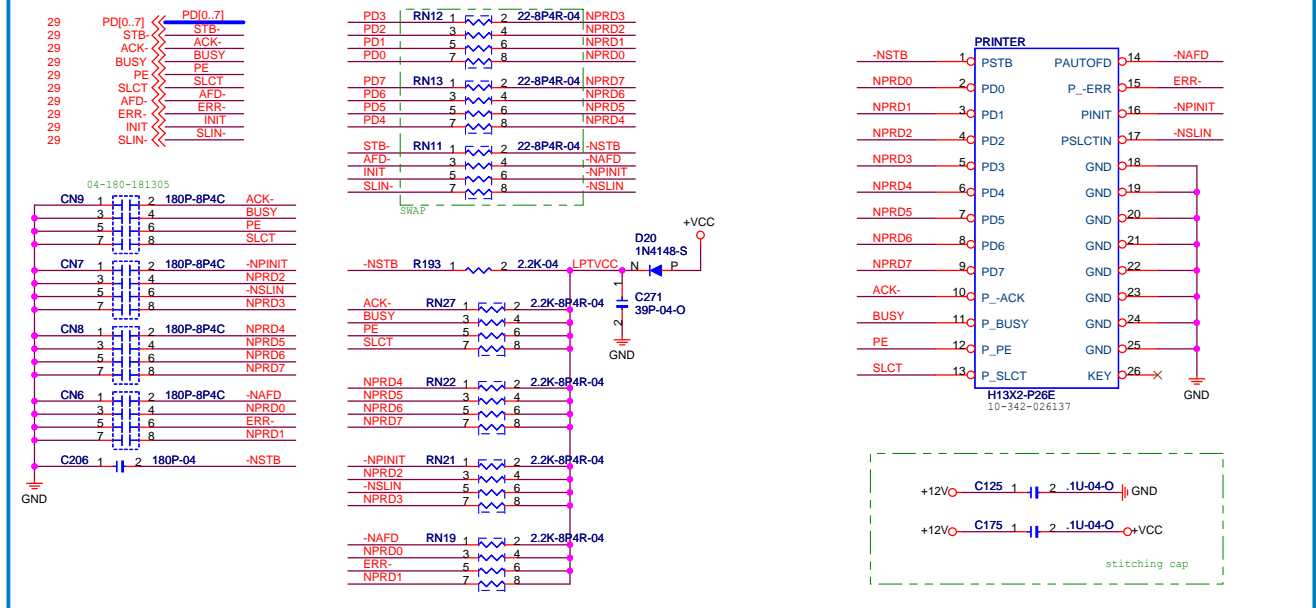 29 PD[0..7] PD[0..7]
29 STB- STB-
29 ACK- ACK-
29 BUSY BUSY
29 PE PE
29 SLCT SLCT
29 AFD- AFD-
29 ERR- ERR-
29 INIT INIT
29 SLIN- SLIN-
04-180-181305
CN9 1 2 180P-8P4C ACK-
3 4 BUSY
5 6 PE
7 8 SLCT
CN7 1 2 180P-8P4C -NPINIT
3 4 NPRD2
5 6 -NSLIN
7 8 NPRD3
CN8 1 2 180P-8P4C NPRD4
3 4 NPRD5
5 6 NPRD6
7 8 NPRD7
CN6 1 2 180P-8P4C -NAFD
3 4 NPRD0
5 6 ERR-
7 8 NPRD1
C206 1 2 180P-04 -NSTB
GND
PD3 RN12 1 2 22-8P4R-04 NPRD3
PD2 3 4 NPRD2
PD1 5 6 NPRD1
PD0 7 8 NPRD0
PD7 RN13 1 2 22-8P4R-04 NPRD7
PD6 3 4 NPRD6
PD5 5 6 NPRD5
PD4 7 8 NPRD4
STB- RN11 1 2 22-8P4R-04 -NSTB
AFD- 3 4 -NAFD
INIT 5 6 -NPINIT
SLIN- 7 8 -NSLIN
SWAP
+VCC
D20
1N4148-S
-NSTB R193 1 2 2.2K-04 LPTVCC N P
1 C271
39P-04-O
2
GND
ACK- RN27 1 2 2.2K-8P4R-04
BUSY 3 4
PE 5 6
SLCT 7 8
NPRD4 RN22 1 2 2.2K-8P4R-04
NPRD5 3 4
NPRD6 5 6
NPRD7 7 8
-NPINIT RN21 1 2 2.2K-8P4R-04
NPRD2 3 4
-NSLIN 5 6
NPRD3 7 8
-NAFD RN19 1 2 2.2K-8P4R-04
NPRD0 3 4
ERR- 5 6
NPRD1 7 8
PRINTER
-NSTB 1 PSTB PAUTOFD 14 -NAFD
NPRD0 2 PD0 P_-ERR 15 ERR-
NPRD1 3 PD1 PINIT 16 -NPINIT
NPRD2 4 PD2 PSLCTIN 17 -NSLIN
NPRD3 5 PD3 GND 18
NPRD4 6 PD4 GND 19
NPRD5 7 PD5 GND 20
NPRD6 8 PD6 GND 21
NPRD7 9 PD7 GND 22
ACK- 10 P_-ACK GND 23
BUSY 11 P_BUSY GND 24
PE 12 P_PE GND 25
SLCT 13 P_SLCT KEY 26
H13X2-P26E
10-342-026137
GND
+12V C125 1 2 .1U-04-O GND
+12V C175 1 2 .1U-04-O +VCC
stitching cap